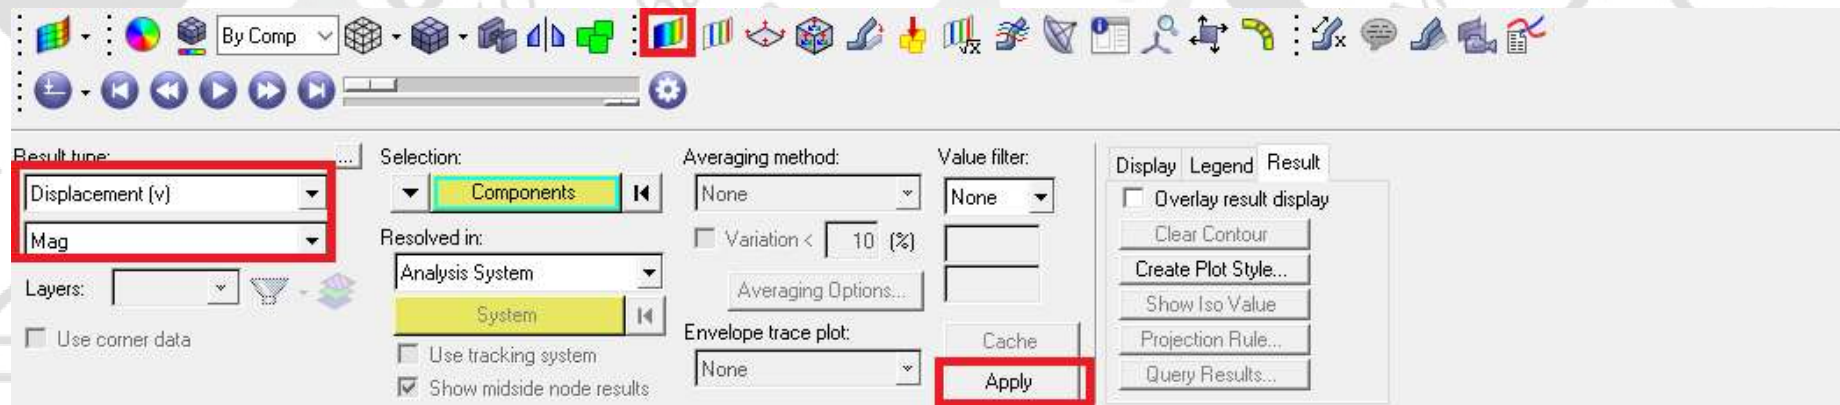 By Comp
Result type: ...
Displacement (v)
Mag
Layers:
Use corner data
Selection:
Components
Resolved in:
Analysis System
System
Use tracking system
Show midside node results
Averaging method:
None
Variation < 10 (%)
Averaging Options...
Envelope trace plot:
None
Value filter:
None
Cache
Apply
Display Legend Result
Overlay result display
Clear Contour
Create Plot Style...
Show Iso Value
Projection Rule...
Query Results...